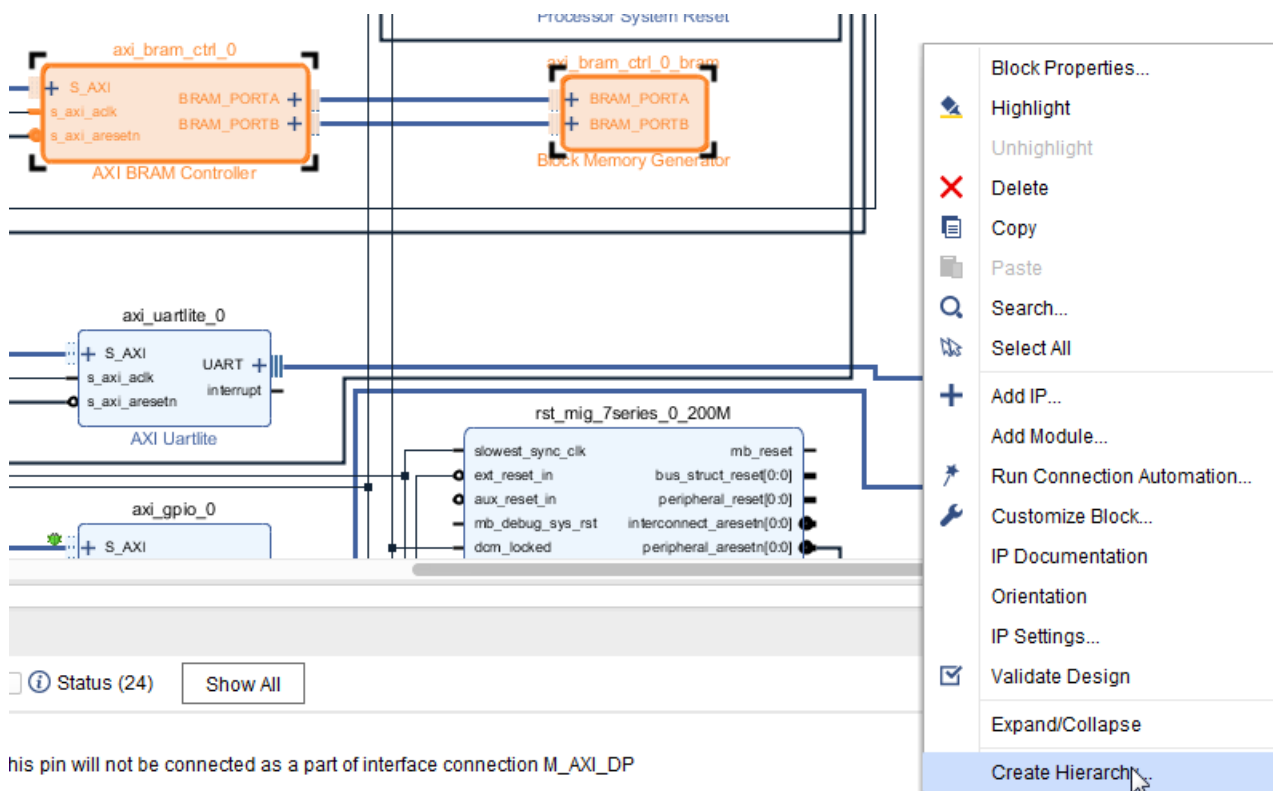 Processor System Reset
axi_bram_ctrl_0
S_AXI
s_axi_aclk
s_axi_aresetn
BRAM_PORTA
BRAM_PORTB
AXI BRAM Controller
axi_bram_ctrl_0_bram
BRAM_PORTA
BRAM_PORTB
Block Memory Generator
axi_uartlite_0
S_AXI
s_axi_aclk
s_axi_aresetn
UART
interrupt
AXI Uartlite
rst_mig_7series_0_200M
slowest_sync_clk
ext_reset_in
aux_reset_in
mb_debug_sys_rst
dcm_locked
mb_reset
bus_struct_reset[0:0]
peripheral_reset[0:0]
interconnect_aresetn[0:0]
peripheral_aresetn[0:0]
axi_gpio_0
S_AXI
Status (24)
Show All
his pin will not be connected as a part of interface connection M_AXI_DP
Block Properties...
Highlight
Unhighlight
Delete
Copy
Paste
Search...
Select All
Add IP...
Add Module...
Run Connection Automation...
Customize Block...
IP Documentation
Orientation
IP Settings...
Validate Design
Expand/Collapse
Create Hierarchy...